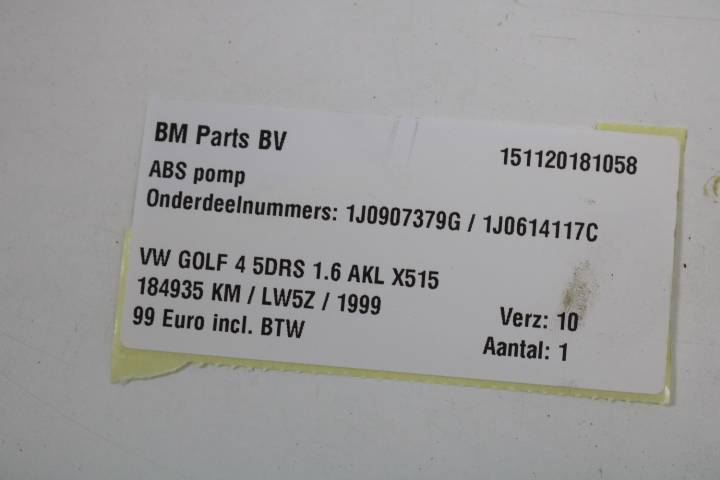 BM Parts BV
151120181058
ABS pomp
Onderdeelnummers: 1J0907379G / 1J0614117C
VW GOLF 4 5DRS 1.6 AKL X515
184935 KM / LW5Z / 1999
Verz: 10
99 Euro incl. BTW
Aantal: 1